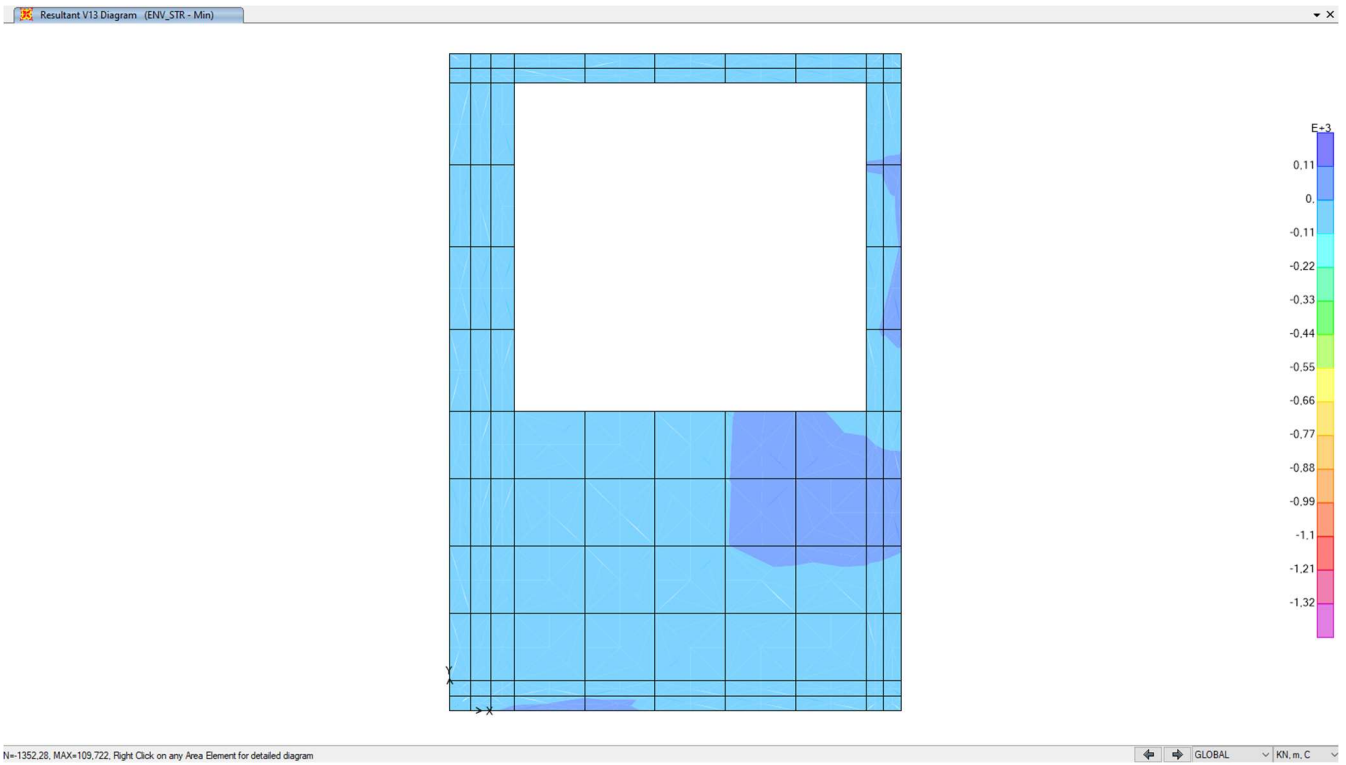 Resultant V13 Diagram (ENV_STR - Min)
E+3
0,11
0,
-0,11
-0,22
-0,33
-0,44
-0,55
-0,66
-0,77
-0,88
-0,99
-1,1
-1,21
-1,32
Y
X
N=-1352,28, MAX=109,722, Right Click on any Area Element for detailed diagram
GLOBAL
KN, m, C